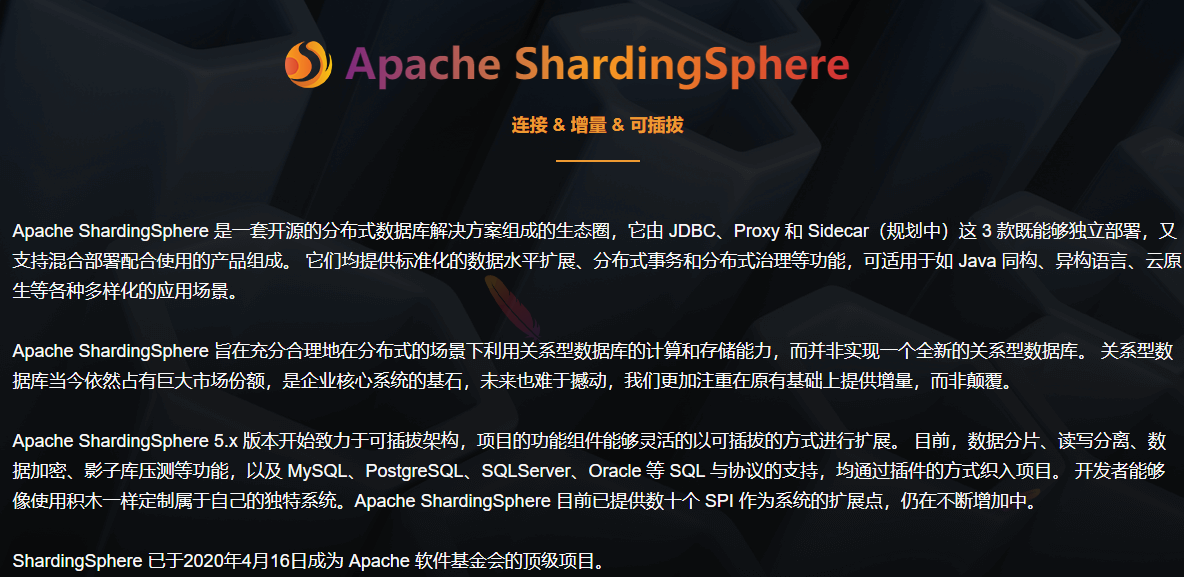 Apache ShardingSphere
连接 & 增量 & 可插拔
Apache ShardingSphere 是一套开源的分布式数据库解决方案组成的生态圈，它由 JDBC、Proxy 和 Sidecar（规划中）这 3 款既能够独立部署，又
支持混合部署配合使用的产品组成。 它们均提供标准化的数据水平扩展、分布式事务和分布式治理等功能，可适用于如 Java 同构、异构语言、云原
生等各种多样化的应用场景。
Apache ShardingSphere 旨在充分合理地在分布式的场景下利用关系型数据库的计算和存储能力，而并非实现一个全新的关系型数据库。 关系型数
据库当今依然占有巨大市场份额，是企业核心系统的基石，未来也难于撼动，我们更加注重在原有基础上提供增量，而非颠覆。
Apache ShardingSphere 5.x 版本开始致力于可插拔架构，项目的功能组件能够灵活的以可插拔的方式进行扩展。 目前，数据分片、读写分离、数
据加密、影子库压测等功能，以及 MySQL、PostgreSQL、SQLServer、Oracle 等 SQL 与协议的支持，均通过插件的方式织入项目。 开发者能够
像使用积木一样定制属于自己的独特系统。Apache ShardingSphere 目前已提供数十个 SPI 作为系统的扩展点，仍在不断增加中。
ShardingSphere 已于2020年4月16日成为 Apache 软件基金会的顶级项目。